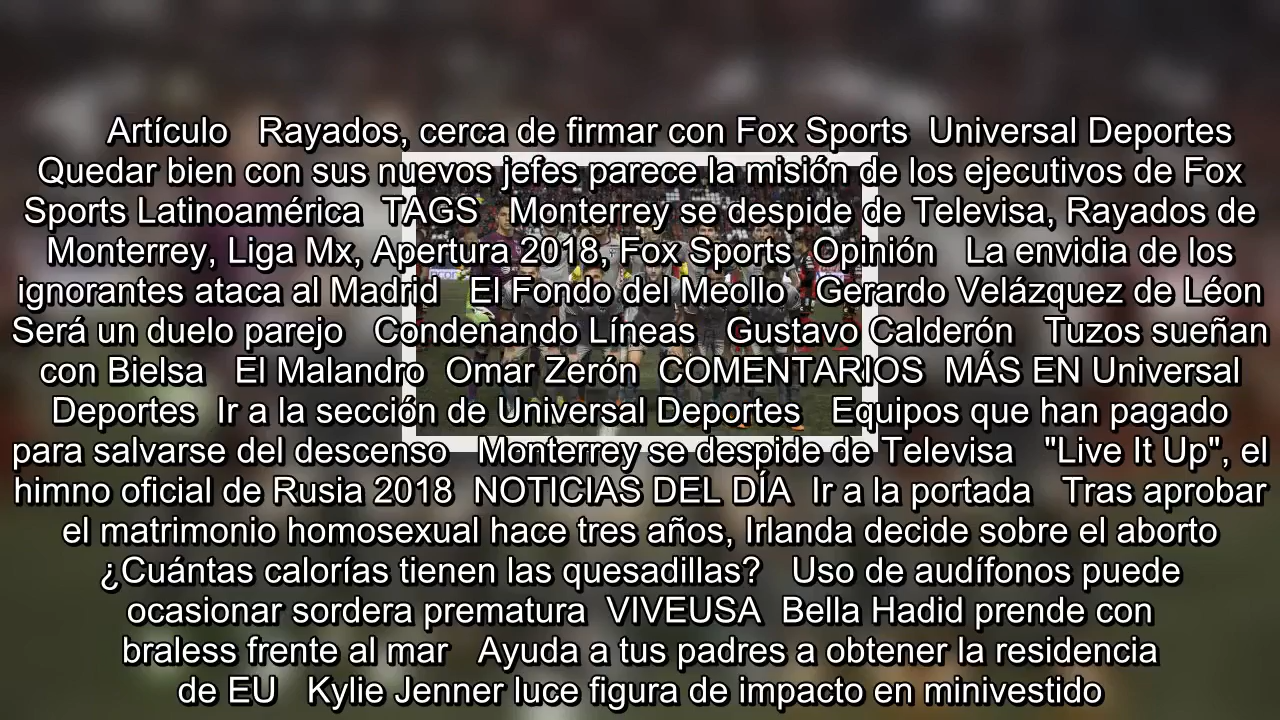 Artículo Rayados, cerca de firmar con Fox Sports Universal Deportes
Quedar bien con sus nuevos jefes parece la misión de los ejecutivos de Fox
Sports Latinoamérica TAGS Monterrey se despide de Televisa, Rayados de
Monterrey, Liga Mx, Apertura 2018, Fox Sports Opinión La envidia de los
ignorantes ataca al Madrid El Fondo del Meollo Gerardo Velázquez de Léon
Será un duelo parejo Condenando Líneas Gustavo Calderón Tuzos sueñan
con Bielsa El Malandro Omar Zerón COMENTARIOS MÁS EN Universal
Deportes Ir a la sección de Universal Deportes Equipos que han pagado
para salvarse del descenso Monterrey se despide de Televisa "Live It Up", el
himno oficial de Rusia 2018 NOTICIAS DEL DÍA Ir a la portada Tras aprobar
el matrimonio homosexual hace tres años, Irlanda decide sobre el aborto
¿Cuántas calorías tienen las quesadillas? Uso de audífonos puede
ocasionar sordera prematura VIVEUSA Bella Hadid prende con
braless frente al mar Ayuda a tus padres a obtener la residencia
de EU Kylie Jenner luce figura de impacto en minivestido